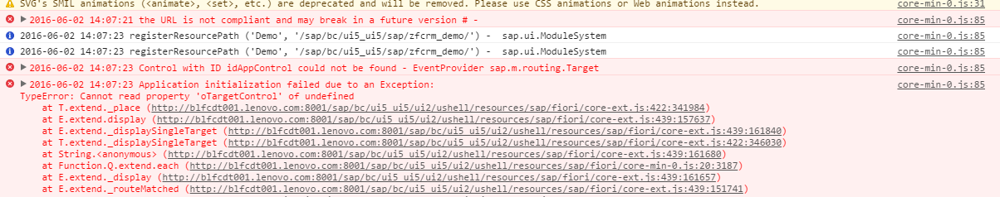 SVG's SMIL animations (<animate>, <set>, etc.) are deprecated and will be removed. Please use CSS animations or Web animations instead. core-min-0.js:31
2016-06-02 14:07:21 the URL is not compliant and may break in a future version # - core-min-0.js:85
2016-06-02 14:07:23 registerResourcePath ('Demo', '/sap/bc/ui5_ui5/sap/zfcrm_demo/') - sap.ui.ModuleSystem core-min-0.js:85
2016-06-02 14:07:23 registerResourcePath ('Demo', '/sap/bc/ui5_ui5/sap/zfcrm_demo/') - sap.ui.ModuleSystem core-min-0.js:85
2016-06-02 14:07:23 Control with ID idAppControl could not be found - EventProvider sap.m.routing.Target core-min-0.js:85
2016-06-02 14:07:23 Application initialization failed due to an Exception: core-min-0.js:85
TypeError: Cannot read property 'oTargetControl' of undefined
at T.extend._place (http://blfcdt001.lenovo.com:8001/sap/bc/ui5_ui5/ui2/ushell/resources/sap/fiori/core-ext.js:422:341984)
at E.extend.display (http://blfcdt001.lenovo.com:8001/sap/bc/ui5_ui5/ui2/ushell/resources/sap/fiori/core-ext.js:439:157637)
at E.extend._displaySingleTarget (http://blfcdt001.lenovo.com:8001/sap/bc/ui5_ui5/ui2/ushell/resources/sap/fiori/core-ext.js:439:161840)
at T.extend._displaySingleTarget (http://blfcdt001.lenovo.com:8001/sap/bc/ui5_ui5/ui2/ushell/resources/sap/fiori/core-ext.js:422:346030)
at String.<anonymous> (http://blfcdt001.lenovo.com:8001/sap/bc/ui5_ui5/ui2/ushell/resources/sap/fiori/core-ext.js:439:161680)
at Function.Q.extend.each (http://blfcdt001.lenovo.com:8001/sap/bc/ui5_ui5/ui2/ushell/resources/sap/fiori/core-min-0.js:20:3187)
at E.extend._display (http://blfcdt001.lenovo.com:8001/sap/bc/ui5_ui5/ui2/ushell/resources/sap/fiori/core-ext.js:439:161657)
at E.extend._routeMatched (http://blfcdt001.lenovo.com:8001/sap/bc/ui5_ui5/ui2/ushell/resources/sap/fiori/core-ext.js:439:151741)